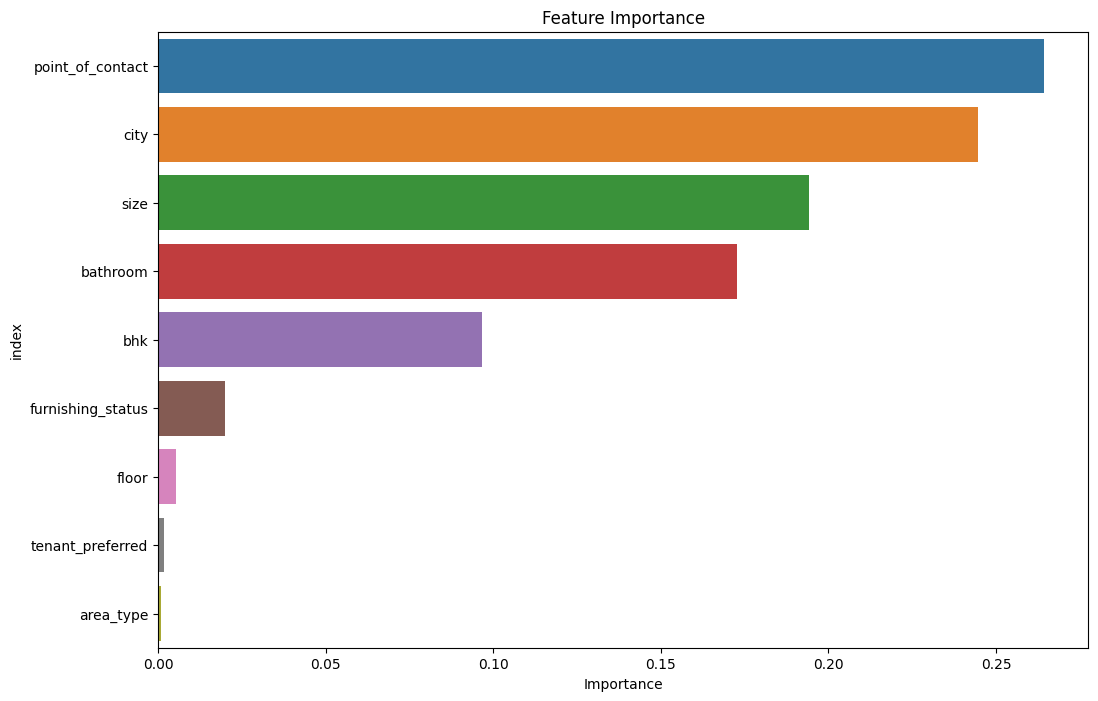 Feature Importance
point_of_contact
city
size
bathroom
bhk
furnishing_status
floor
tenant_preferred
area_type
index
0.00 0.05 0.10 0.15 0.20 0.25
Importance